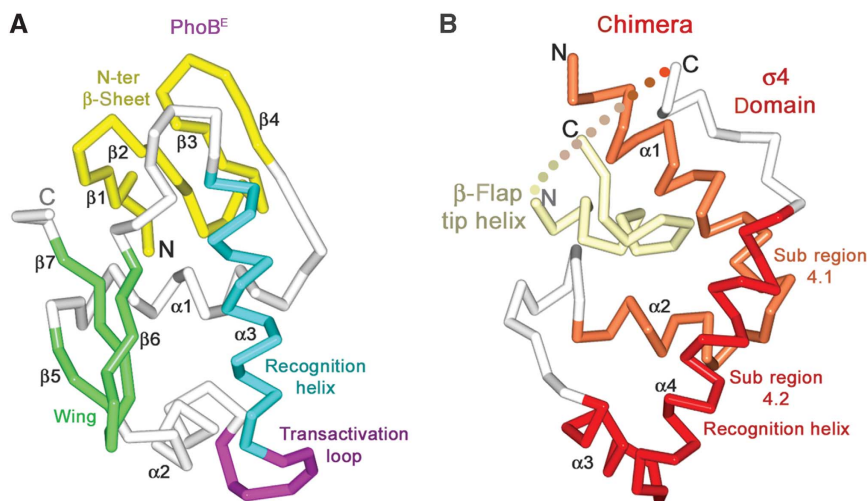 A
PhoBᴱ
N-ter
β-Sheet
β4
β3
β2
β1
C
N
β7
α1
β6
α3
β5
Recognition
helix
Wing
Transactivation
loop
α2
B
Chimera
N
C
σ4
Domain
C
α1
β-Flap
tip helix
N
Sub region
4.1
α2
α4
Sub region
4.2
Recognition helix
α3